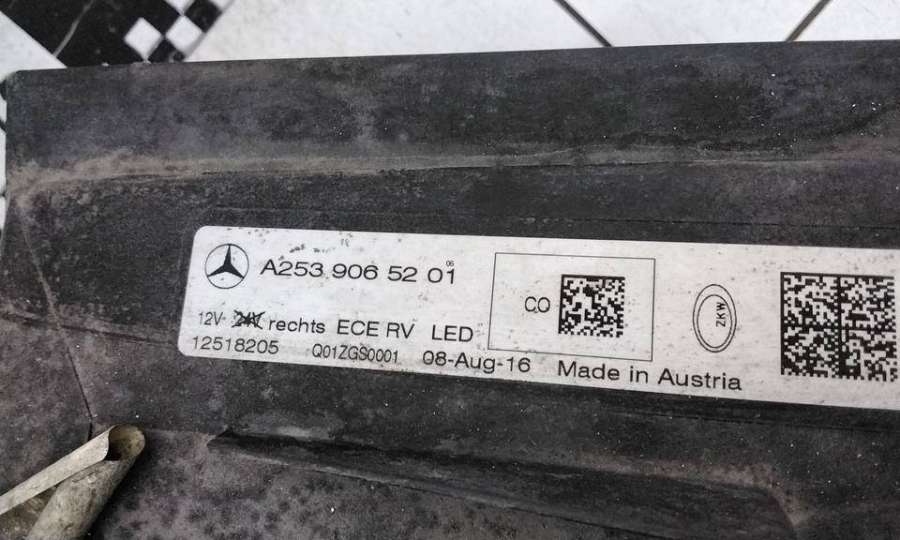 A253 906 52 01 06
CO
ZKW
12V 24V rechts ECE RV LED
12518205 Q01ZGS0001 08-Aug-16 Made in Austria